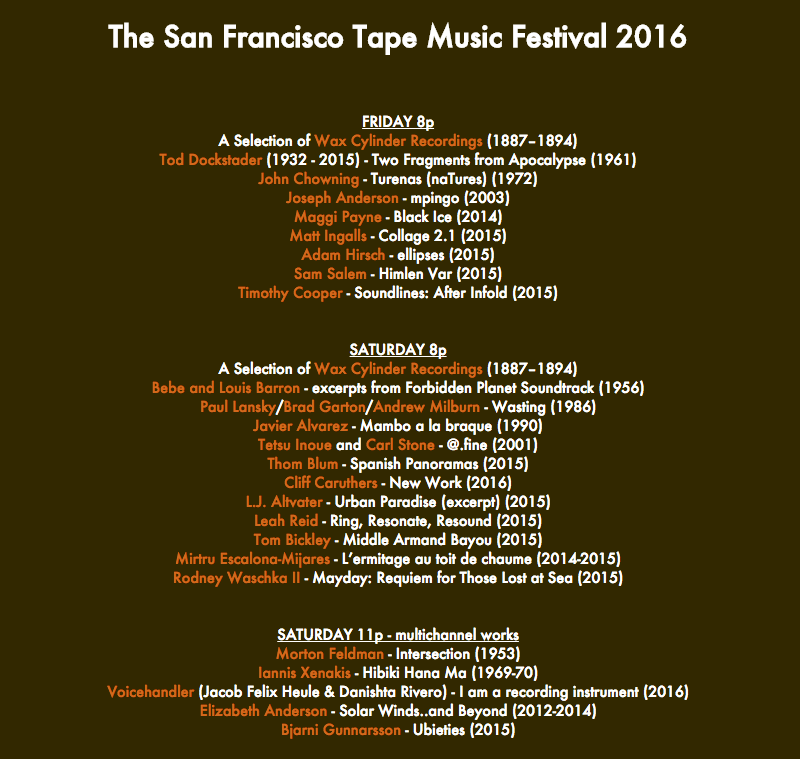 The San Francisco Tape Music Festival 2016
FRIDAY 8p
A Selection of Wax Cylinder Recordings (1887–1894)
Tod Dockstader (1932 - 2015) - Two Fragments from Apocalypse (1961)
John Chowning - Turenas (naTures) (1972)
Joseph Anderson - mpingo (2003)
Maggi Payne - Black Ice (2014)
Matt Ingalls - Collage 2.1 (2015)
Adam Hirsch - ellipses (2015)
Sam Salem - Himlen Var (2015)
Timothy Cooper - Soundlines: After Infold (2015)
SATURDAY 8p
A Selection of Wax Cylinder Recordings (1887–1894)
Bebe and Louis Barron - excerpts from Forbidden Planet Soundtrack (1956)
Paul Lansky/Brad Garton/Andrew Milburn - Wasting (1986)
Javier Alvarez - Mambo a la braque (1990)
Tetsu Inoue and Carl Stone - @.fine (2001)
Thom Blum - Spanish Panoramas (2015)
Cliff Caruthers - New Work (2016)
L.J. Altvater - Urban Paradise (excerpt) (2015)
Leah Reid - Ring, Resonate, Resound (2015)
Tom Bickley - Middle Armand Bayou (2015)
Mirtru Escalona-Mijares - L’ermitage au toit de chaume (2014-2015)
Rodney Waschka II - Mayday: Requiem for Those Lost at Sea (2015)
SATURDAY 11p - multichannel works
Morton Feldman - Intersection (1953)
Iannis Xenakis - Hibiki Hana Ma (1969-70)
Voicehandler (Jacob Felix Heule & Danishta Rivero) - I am a recording instrument (2016)
Elizabeth Anderson - Solar Winds..and Beyond (2012-2014)
Bjarni Gunnarsson - Ubieties (2015)